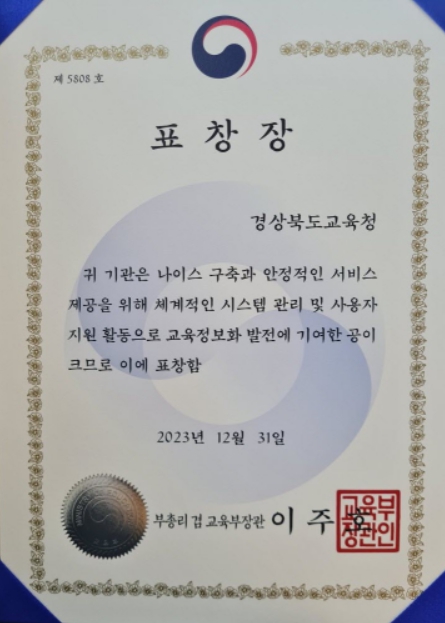 제 5808 호
표 창 장
경상북도교육청
귀 기관은 나이스 구축과 안정적인 서비스
제공을 위해 체계적인 시스템 관리 및 사용자
지원 활동으로 교육정보화 발전에 기여한 공이
크므로 이에 표창함
2023년 12월 31일
부총리 겸 교육부장관 이 주 호
교육부
장관인